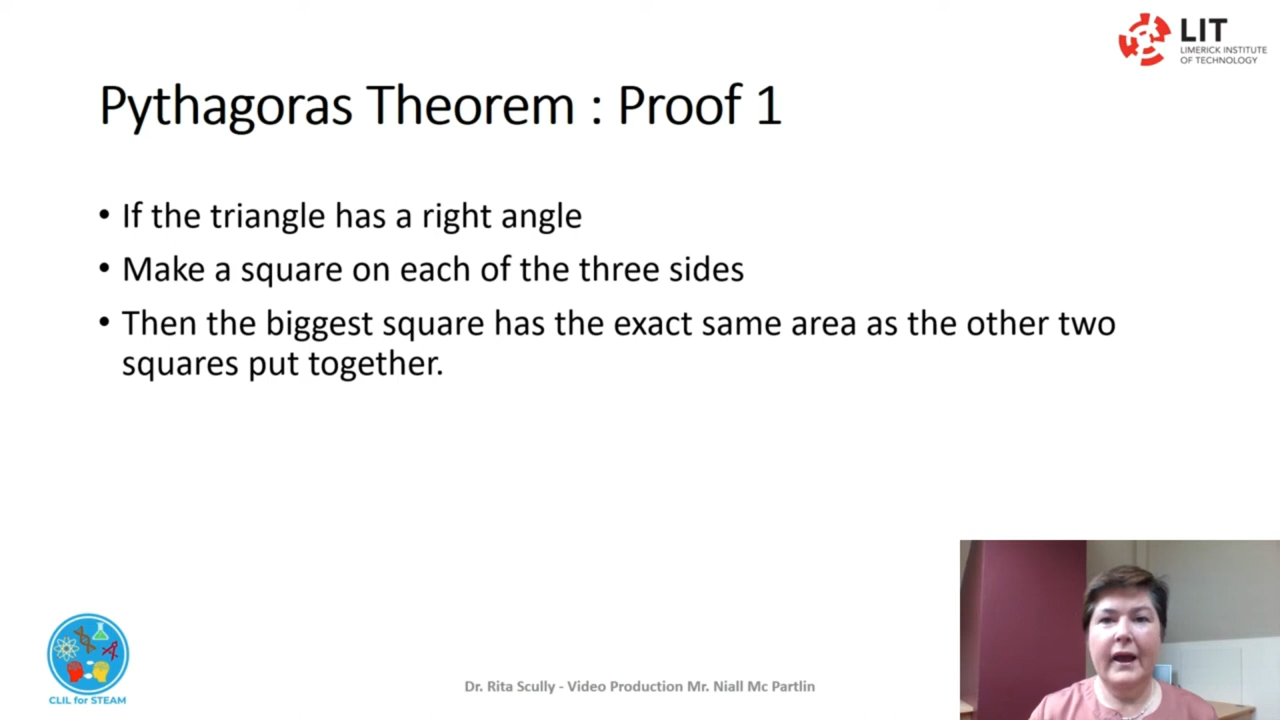 LIT
LIMERICK INSTITUTE
OF TECHNOLOGY
Pythagoras Theorem : Proof 1
• If the triangle has a right angle
• Make a square on each of the three sides
• Then the biggest square has the exact same area as the other two
squares put together.
CLIL for STEAM
Dr. Rita Scully - Video Production Mr. Niall Mc Partlin